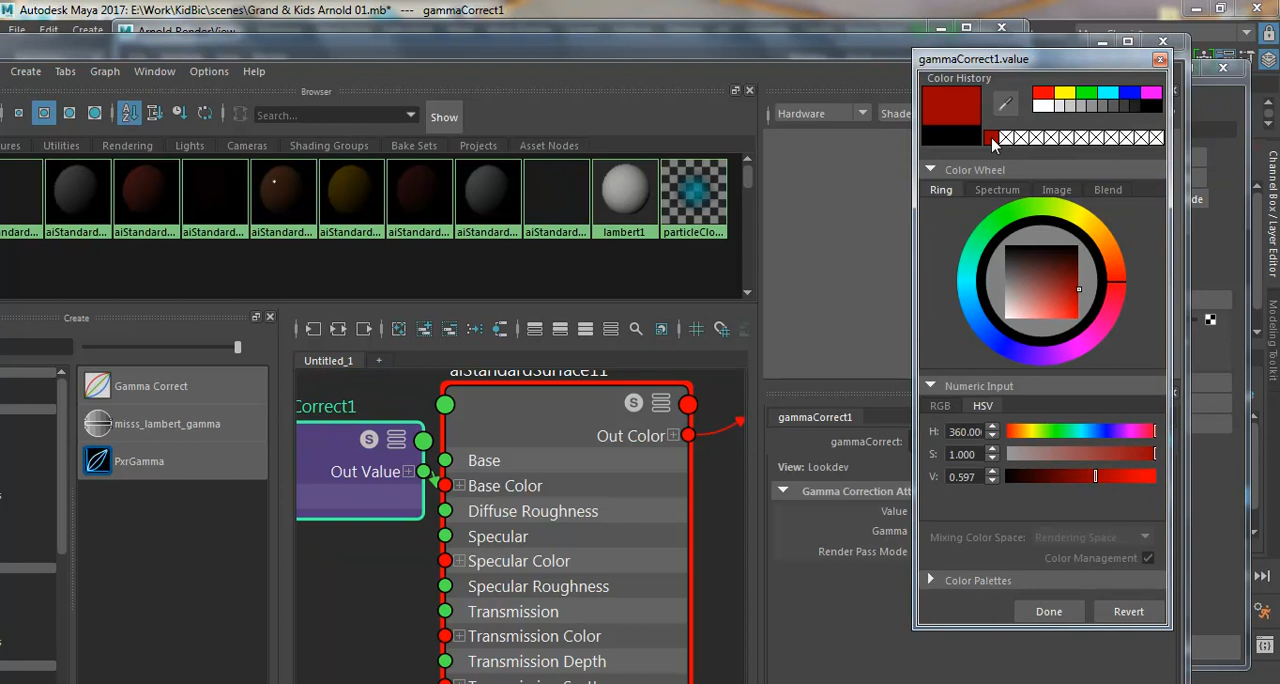 Autodesk Maya 2017: E:\Work\KidBic\scenes\Grand & Kids Arnold 01.mb* --- gammaCorrect1
File Edit Create Arnold RenderView
Create Tabs Graph Window Options Help
Browser
Search... Show
Utilities Rendering Lights Cameras Shading Groups Bake Sets Projects Asset Nodes
aiStandard... aiStandard... aiStandard... aiStandard... aiStandard... aiStandard... aiStandard... aiStandard... lambert1 particleClo...
Create
Gamma Correct
misss_lambert_gamma
PxrGamma
Untitled_1 +
Correct1
Out Value
aiStandardSurface11
S
Out Color
Base
Base Color
Diffuse Roughness
Specular
Specular Color
Specular Roughness
Transmission
Transmission Color
Transmission Depth
Hardware
gammaCorrect1
gammaCorrect:
View: Lookdev
Gamma Correction Att
Value
Gamma
Render Pass Mode
gammaCorrect1.value
Color History
Color Wheel
Ring Spectrum Image Blend
Numeric Input
RGB HSV
H: 360.00
S: 1.000
V: 0.597
Mixing Color Space: Rendering Space
Color Management
Color Palettes
Done Revert
Channel Box / Layer Editor
Modeling Toolkit